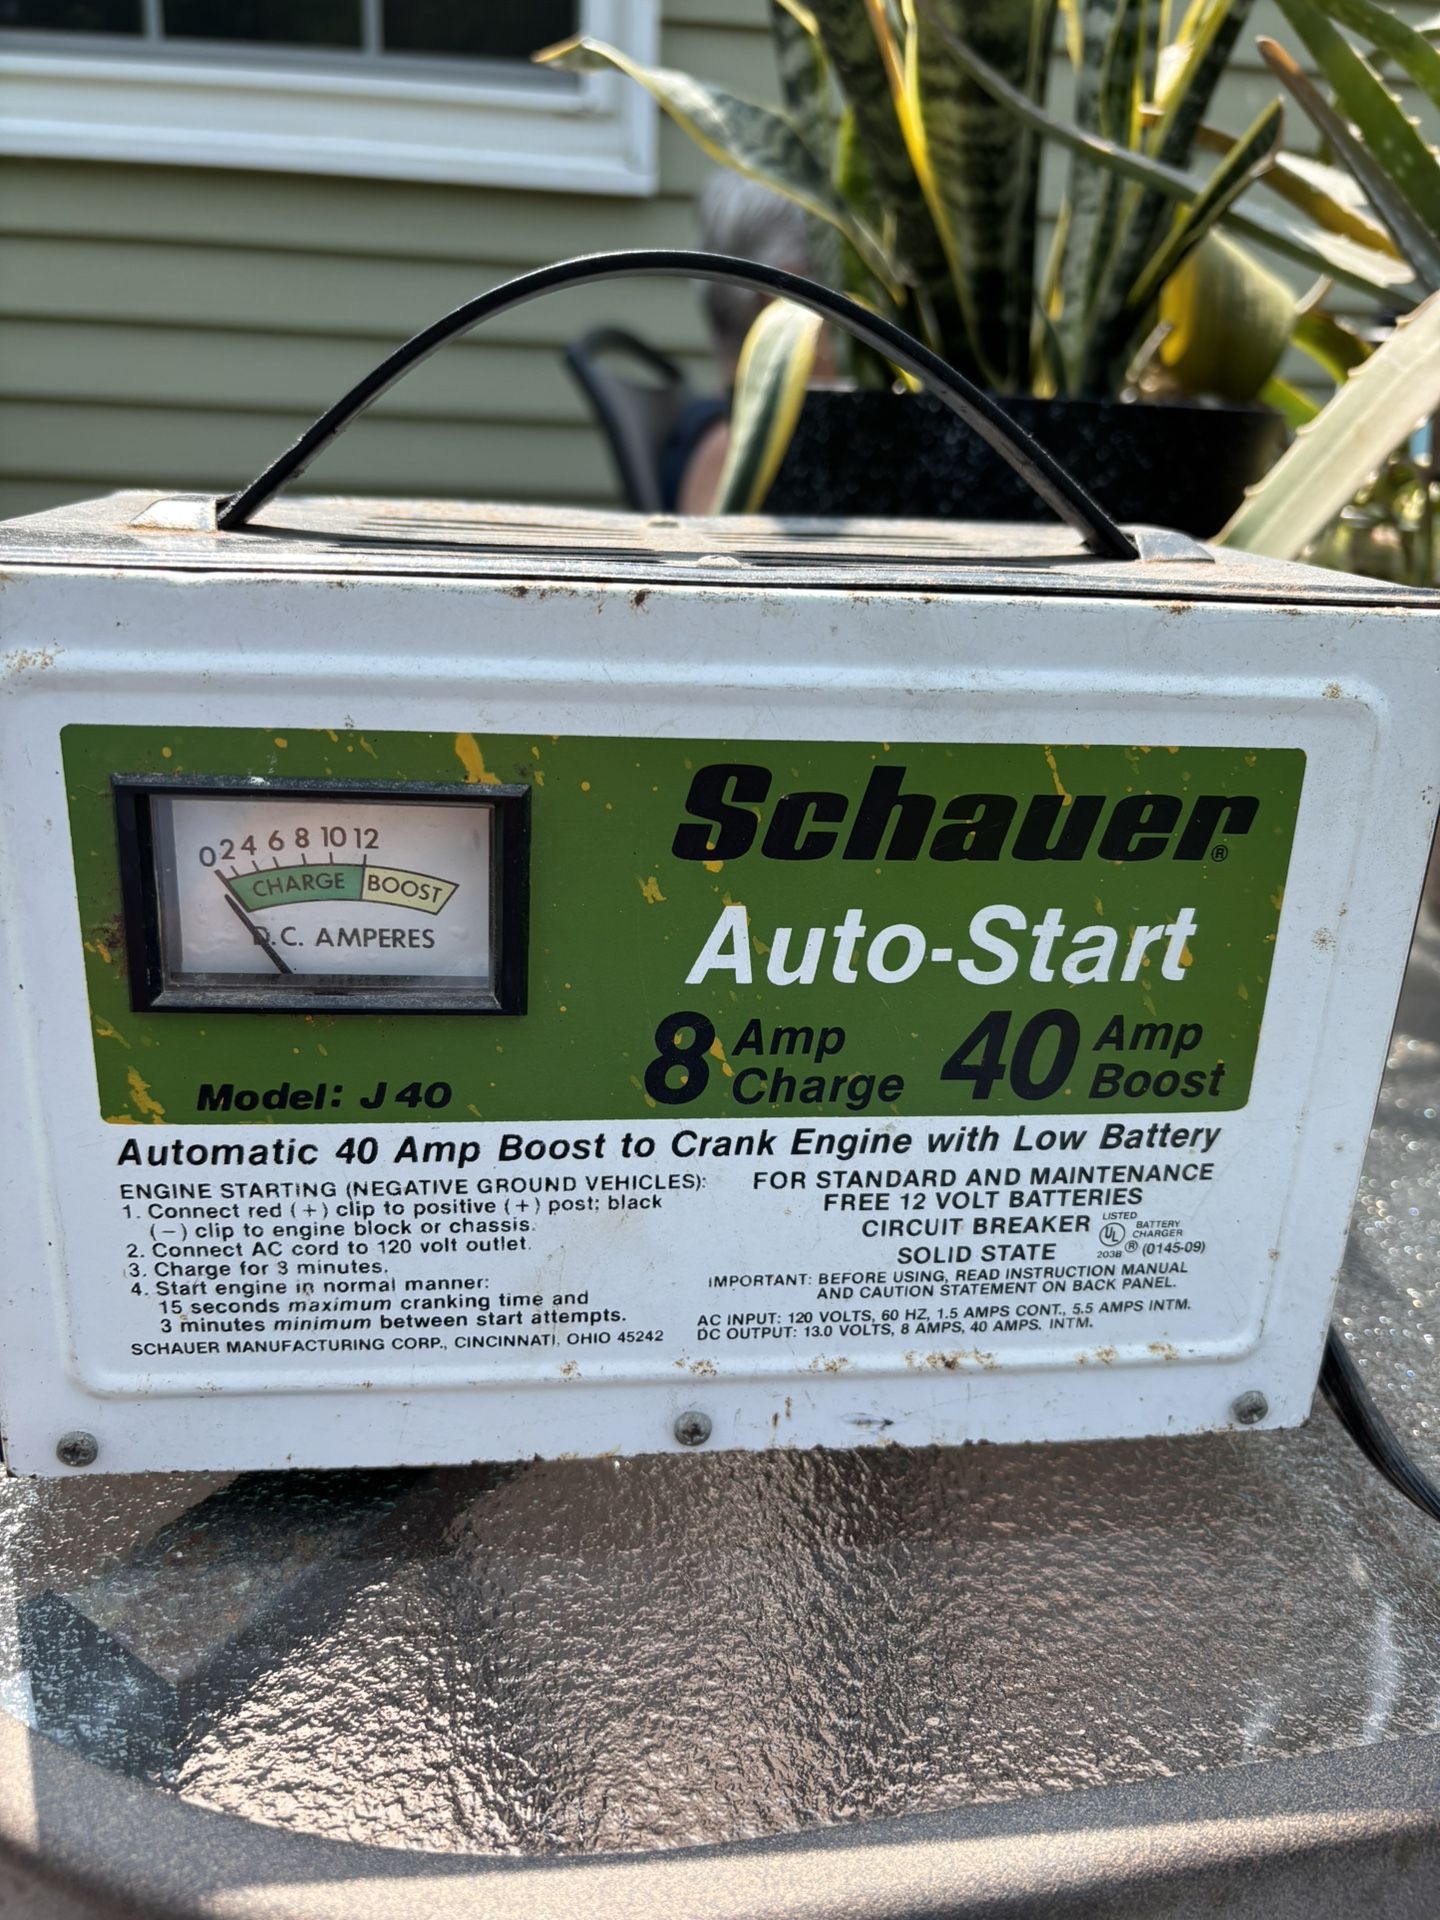 0 2 4 6 8 10 12
CHARGE BOOST
D.C. AMPERES
Schauer®
Auto-Start
8 Amp Charge 40 Amp Boost
Model: J40
Automatic 40 Amp Boost to Crank Engine with Low Battery
ENGINE STARTING (NEGATIVE GROUND VEHICLES):
1. Connect red (+) clip to positive (+) post; black
(−) clip to engine block or chassis.
2. Connect AC cord to 120 volt outlet.
3. Charge for 3 minutes.
4. Start engine in normal manner:
15 seconds maximum cranking time and
3 minutes minimum between start attempts.
SCHAUER MANUFACTURING CORP., CINCINNATI, OHIO 45242
FOR STANDARD AND MAINTENANCE
FREE 12 VOLT BATTERIES
CIRCUIT BREAKER
SOLID STATE
LISTED
UL ®
203B
BATTERY
CHARGER
(0145-09)
IMPORTANT: BEFORE USING, READ INSTRUCTION MANUAL
AND CAUTION STATEMENT ON BACK PANEL.
AC INPUT: 120 VOLTS, 60 HZ, 1.5 AMPS CONT., 5.5 AMPS INTM.
DC OUTPUT: 13.0 VOLTS, 8 AMPS, 40 AMPS. INTM.